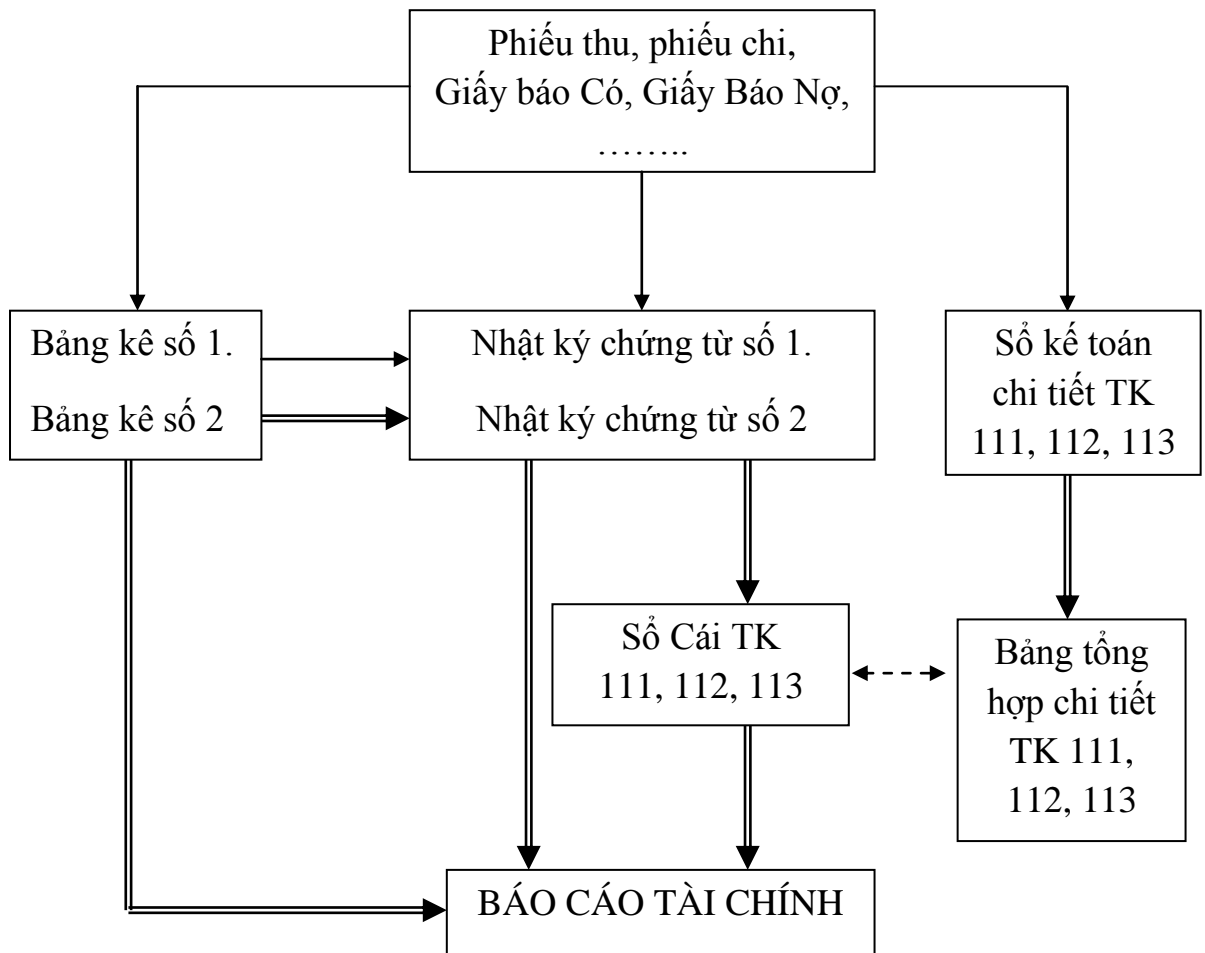 Phiếu thu, phiếu chi,
Giấy báo Có, Giấy Báo Nợ,
……..
Bảng kê số 1.
Bảng kê số 2
Nhật ký chứng từ số 1.
Nhật ký chứng từ số 2
Sổ kế toán
chi tiết TK
111, 112, 113
Sổ Cái TK
111, 112, 113
Bảng tổng
hợp chi tiết
TK 111,
112, 113
BÁO CÁO TÀI CHÍNH